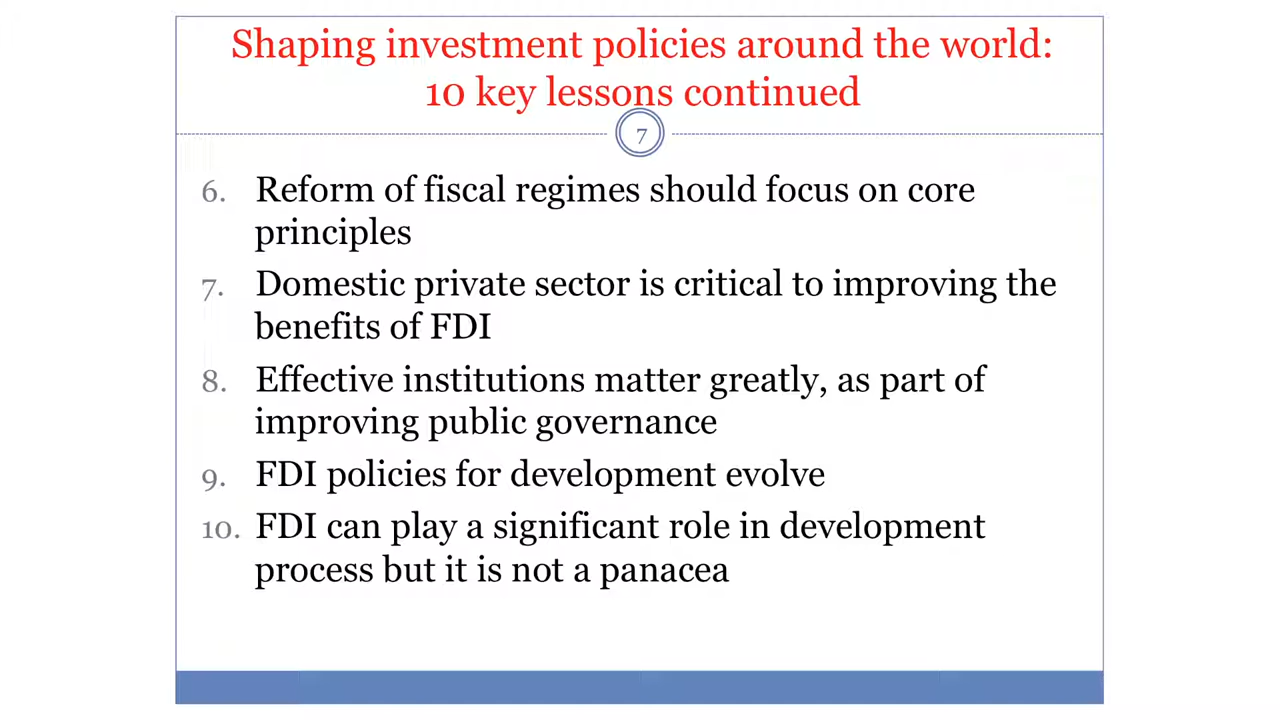 Shaping investment policies around the world:
10 key lessons continued
7
6. Reform of fiscal regimes should focus on core
principles
7. Domestic private sector is critical to improving the
benefits of FDI
8. Effective institutions matter greatly, as part of
improving public governance
9. FDI policies for development evolve
10. FDI can play a significant role in development
process but it is not a panacea